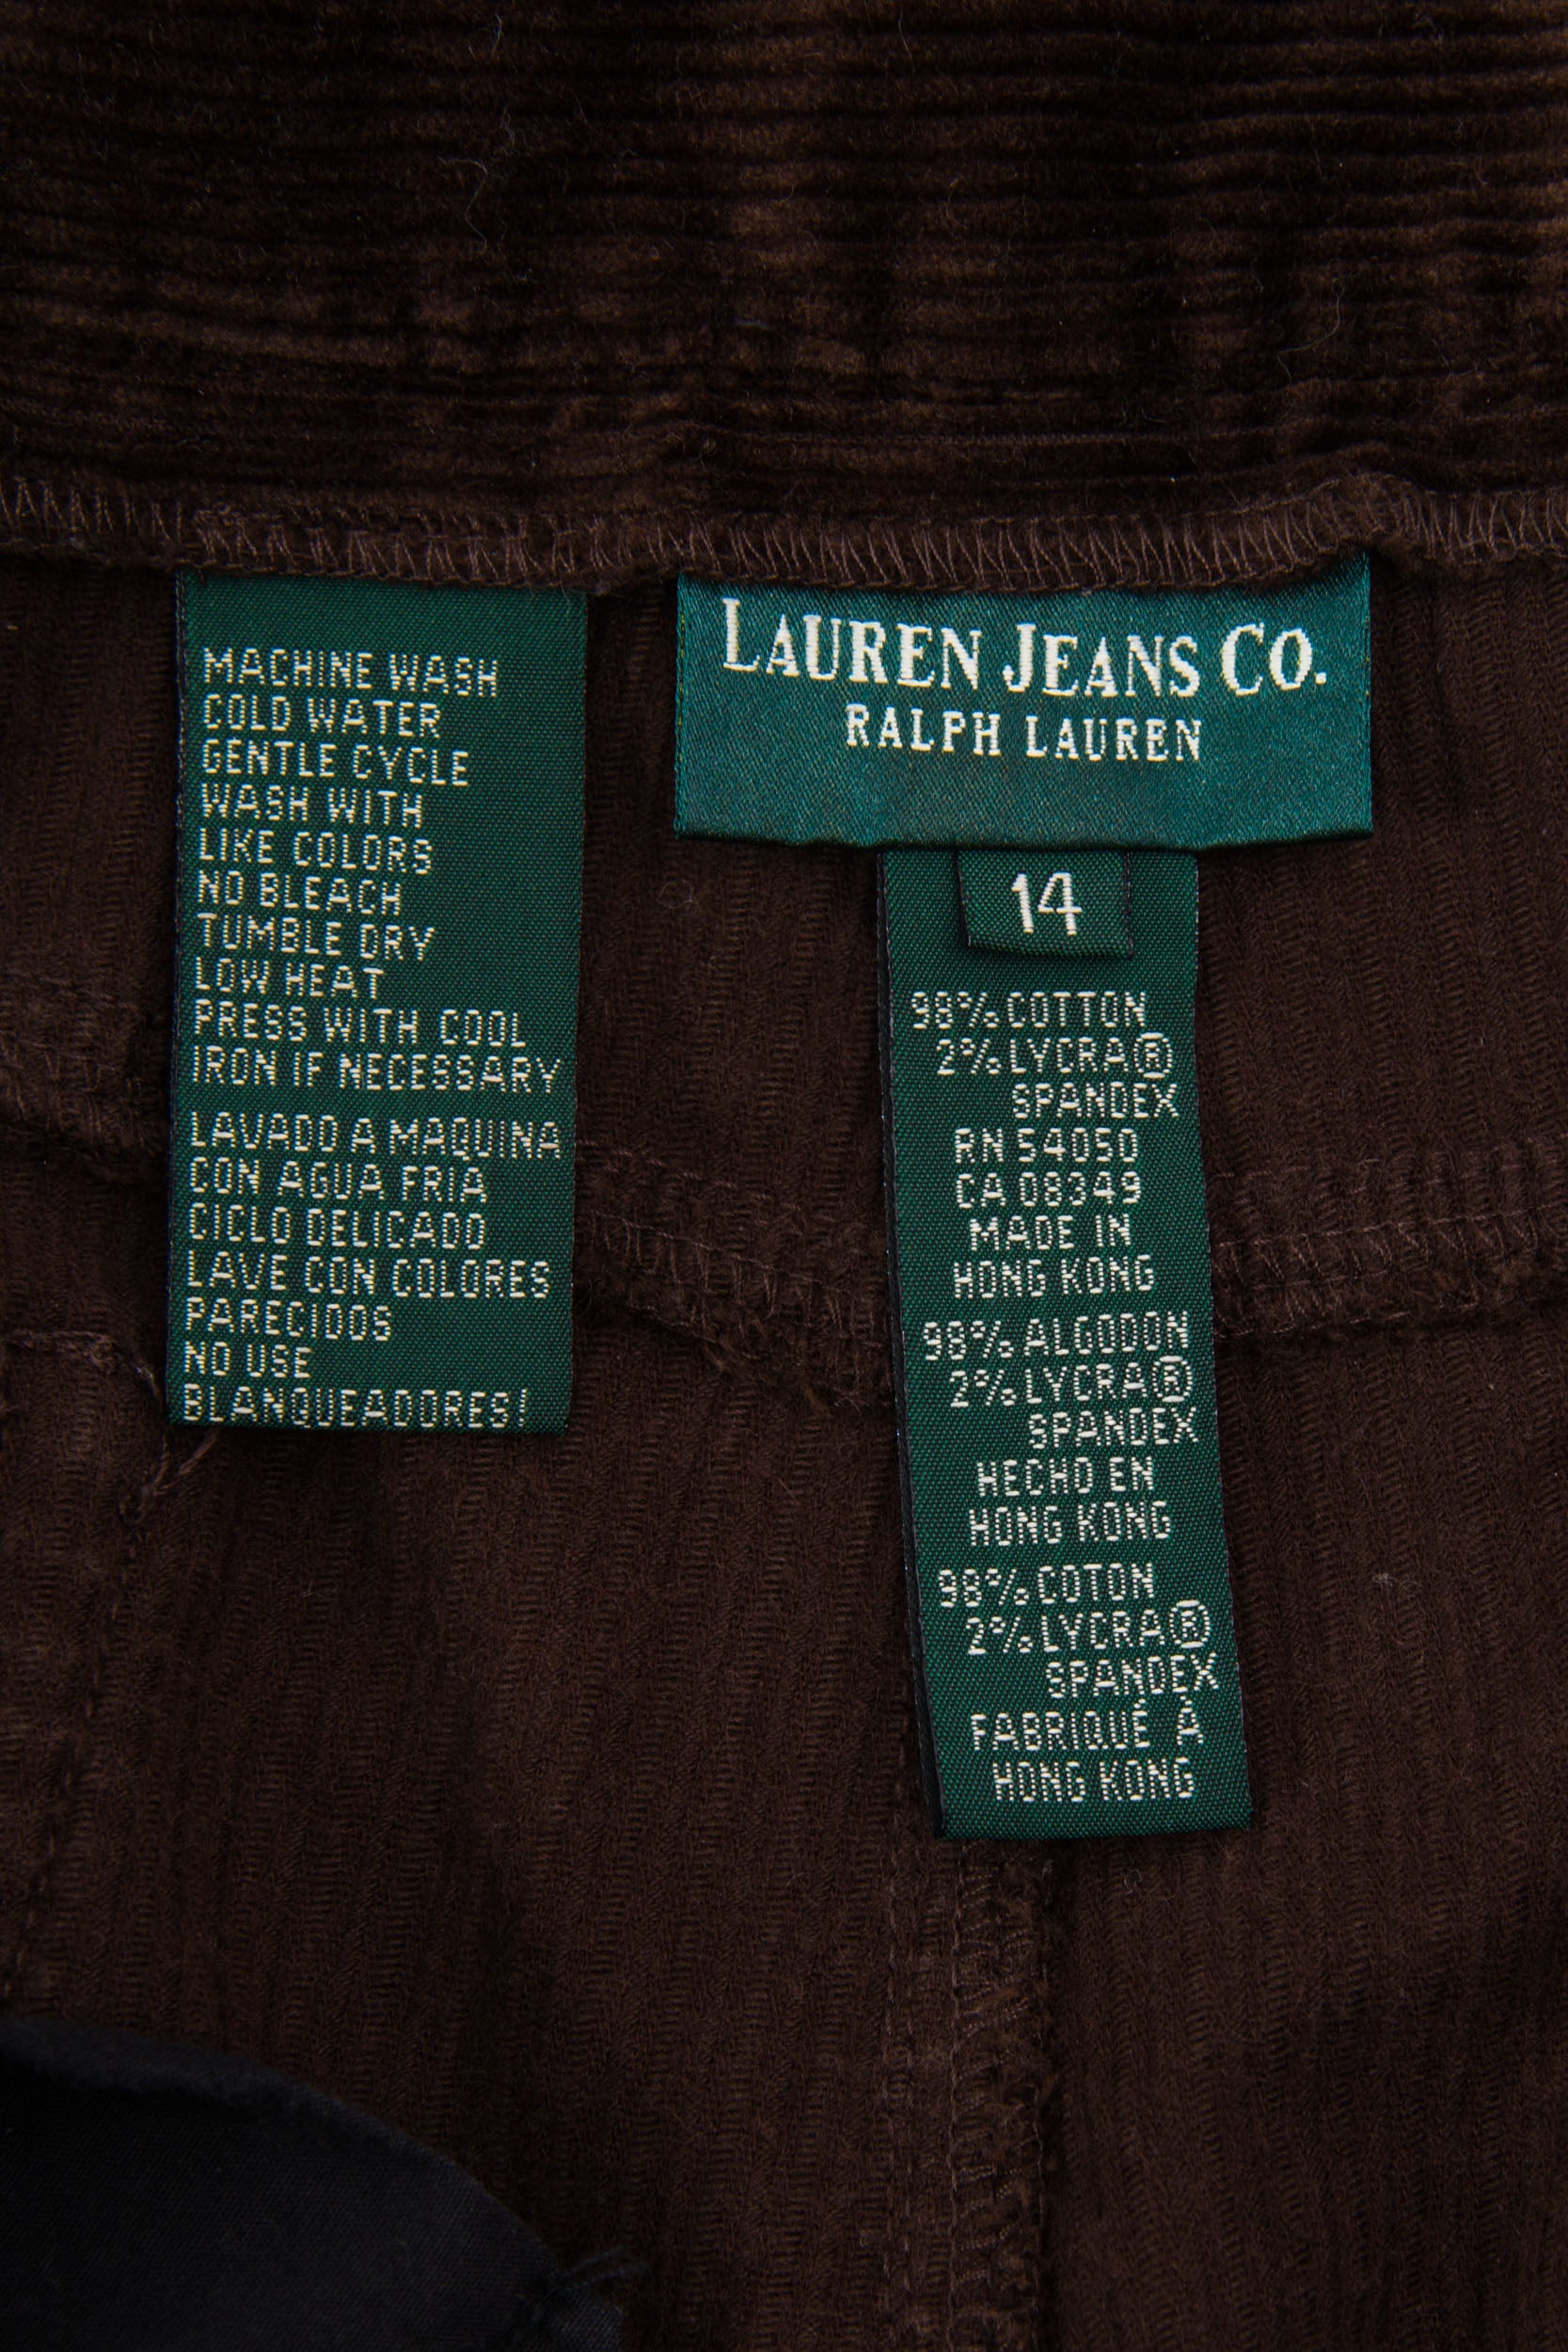 MACHINE WASH
COLD WATER
GENTLE CYCLE
WASH WITH
LIKE COLORS
NO BLEACH
TUMBLE DRY
LOW HEAT
PRESS WITH COOL
IRON IF NECESSARY
LAVADO A MAQUINA
CON AGUA FRIA
CICLO DELICADO
LAVE CON COLORES
PARECIDOS
NO USE
BLANQUEADORES!
LAUREN JEANS CO.
RALPH LAUREN
14
98% COTTON
2% LYCRA®
SPANDEX
RN 54050
CA 08349
MADE IN
HONG KONG
98% ALGODON
2% LYCRA®
SPANDEX
HECHO EN
HONG KONG
98% COTON
2% LYCRA®
SPANDEX
FABRIQUÉ À
HONG KONG